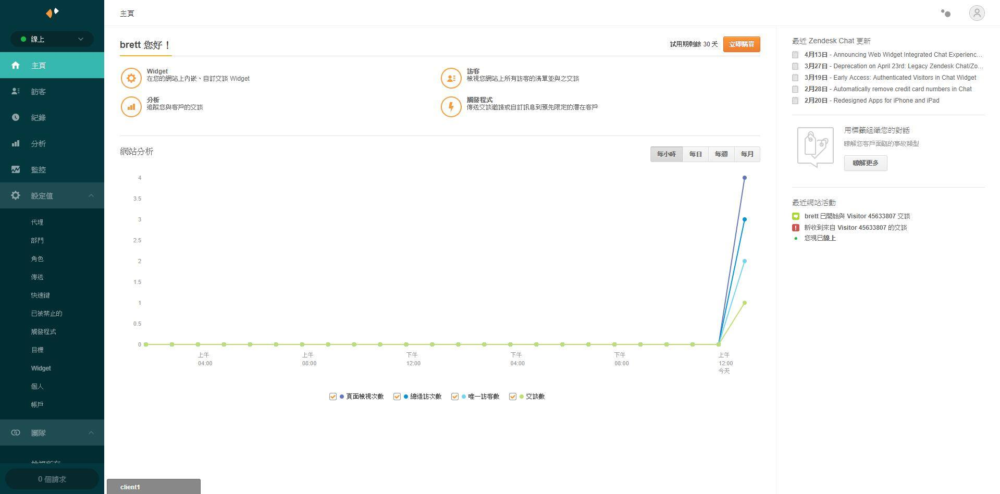 主頁
線上
主頁
訪客
紀錄
分析
監控
設定值
代理
部門
角色
傳送
快速鍵
已被禁止的
觸發程式
目標
Widget
個人
帳戶
團隊
檢視所有
0 個請求
brett 您好！
試用期剩餘 30 天
立即購買
Widget
在您的網站上內嵌、自訂交談 Widget
訪客
檢視您網站上所有訪客的清單並與之交談
分析
追蹤您與客戶的交談
觸發程式
傳送交談邀請或自訂訊息到預先限定的潛在客戶
網站分析
每小時
每日
每週
每月
4
3.5
3
2.5
2
1.5
1
0.5
0
上午
04:00
上午
08:00
下午
12:00
下午
04:00
下午
08:00
上午
12:00
今天
頁面檢視次數
總造訪次數
唯一訪客數
交談數
client1
最近 Zendesk Chat 更新
4月13日 - Announcing Web Widget Integrated Chat Experienc...
3月27日 - Deprecation on April 23rd: Legacy Zendesk Chat/Zo...
3月19日 - Early Access: Authenticated Visitors in Chat Widget
2月28日 - Automatically remove credit card numbers in Chat
2月20日 - Redesigned Apps for iPhone and iPad
用標籤組織您的對話
瞭解您客戶面臨的事故類型
瞭解更多
最近網站活動
brett 已開始與 Visitor 45633807 交談
新收到來自 Visitor 45633807 的交談
您現已線上